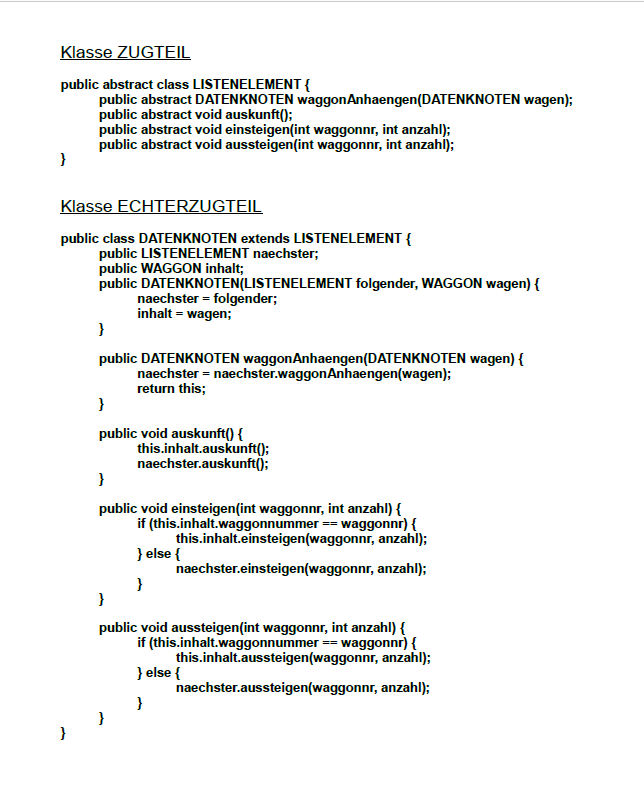 Klasse ZUGTEIL
public abstract class LISTENELEMENT {
public abstract DATENKNOTEN waggonAnhaengen(DATENKNOTEN wagen);
public abstract void auskunft();
public abstract void einsteigen(int waggonnr, int anzahl);
public abstract void aussteigen(int waggonnr, int anzahl);
}
Klasse ECHTERZUGTEIL
public class DATENKNOTEN extends LISTENELEMENT {
public LISTENELEMENT naechster;
public WAGGON inhalt;
public DATENKNOTEN(LISTENELEMENT folgender, WAGGON wagen) {
naechster = folgender;
inhalt = wagen;
}
public DATENKNOTEN waggonAnhaengen(DATENKNOTEN wagen) {
naechster = naechster.waggonAnhaengen(wagen);
return this;
}
public void auskunft() {
this.inhalt.auskunft();
naechster.auskunft();
}
public void einsteigen(int waggonnr, int anzahl) {
if (this.inhalt.waggonnummer == waggonnr) {
this.inhalt.einsteigen(waggonnr, anzahl);
} else {
naechster.einsteigen(waggonnr, anzahl);
}
}
public void aussteigen(int waggonnr, int anzahl) {
if (this.inhalt.waggonnummer == waggonnr) {
this.inhalt.aussteigen(waggonnr, anzahl);
} else {
naechster.aussteigen(waggonnr, anzahl);
}
}
}